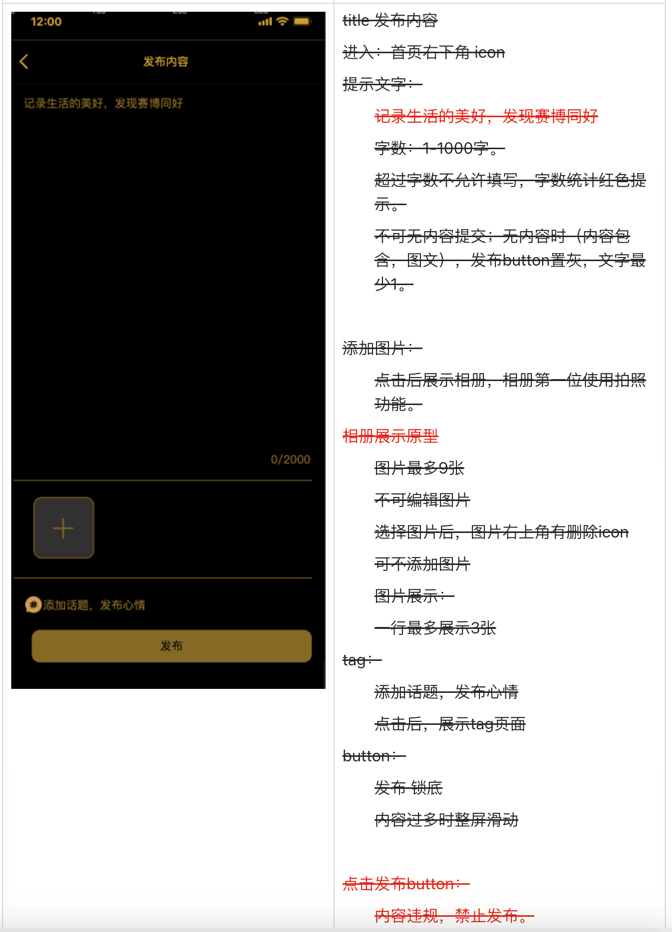 12:00
发布内容
记录生活的美好，发现赛博同好
0/2000
#添加话题，发布心情
发布
title 发布内容
进入：首页右下角 icon
提示文字：
记录生活的美好，发现赛博同好
字数：1-1000字。
超过字数不允许填写，字数统计红色提
示。
不可无内容提交；无内容时（内容包
含，图文），发布button置灰，文字最
少1。
添加图片：
点击后展示相册，相册第一位使用拍照
功能。
相册展示原型
图片最多9张
不可编辑图片
选择图片后，图片右上角有删除icon
可不添加图片
图片展示：
一行最多展示3张
tag：
添加话题，发布心情
点击后，展示tag页面
button：
发布 锁底
内容过多时整屏滑动
点击发布button：
内容违规，禁止发布。